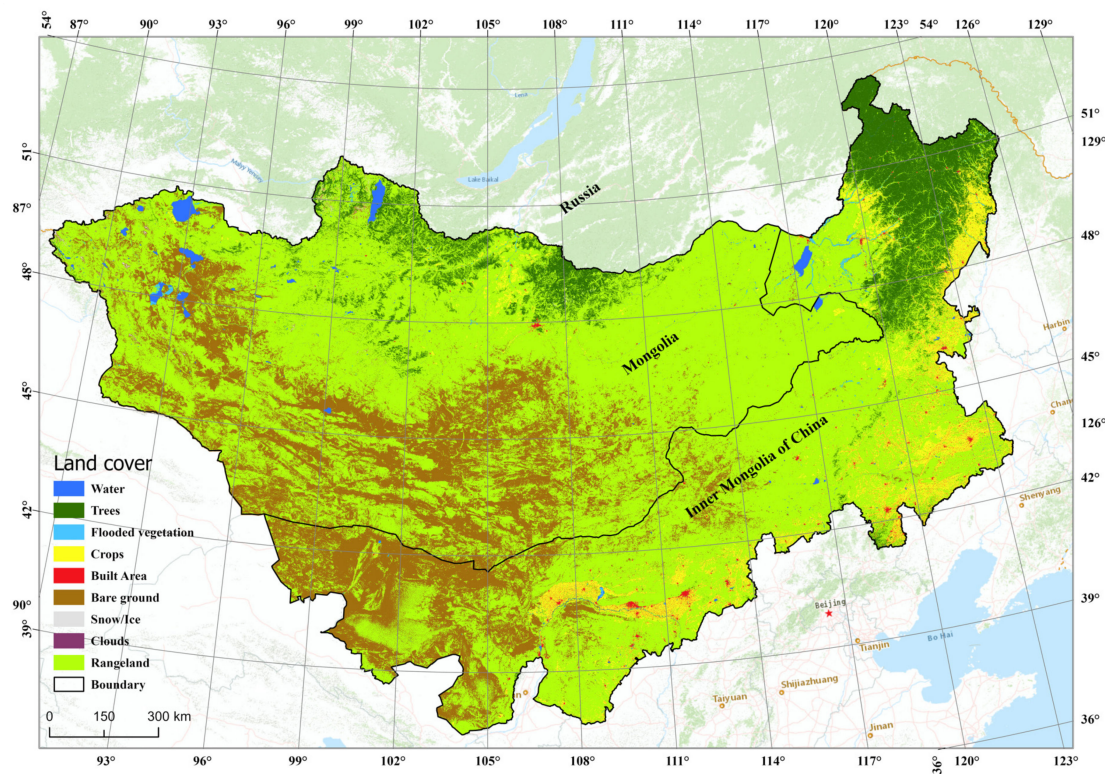 54° 87° 90° 93° 96° 99° 102° 105° 108° 111° 114° 117° 120° 123° 54° 126° 129°
51°
87°
48°
45°
42°
90°
39°
51°
129°
48°
45°
126°
42°
39°
36°
Lena
Malyy Yenisey
Lake Baikal
Russia
Mongolia
Inner Mongolia of China
Harbin
Shenyang
Beijing
Tianjin
Bo Hai
Shijiazhuang
Taiyuan
Jinan
Land cover
Water
Trees
Flooded vegetation
Crops
Built Area
Bare ground
Snow/Ice
Clouds
Rangeland
Boundary
0 150 300 km
93° 96° 99° 102° 105° 108° 111° 114° 117° 36° 120° 123°